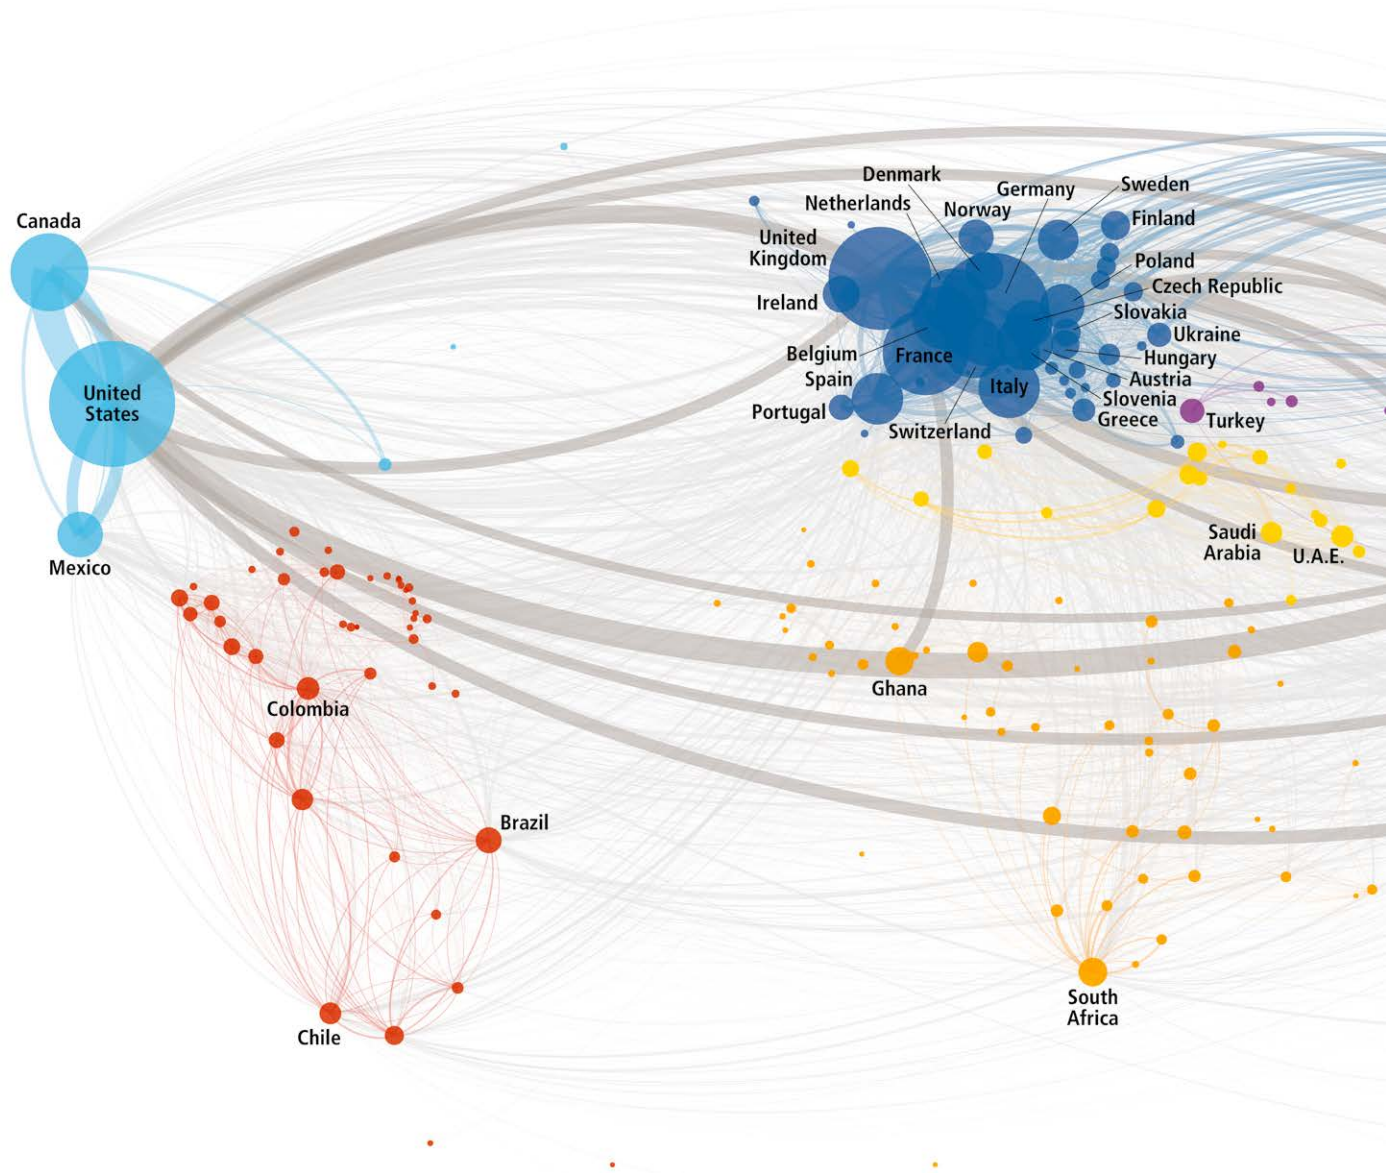 Canada
United
States
Mexico
Colombia
Brazil
Chile
Denmark
Netherlands
Germany
Norway
Sweden
Finland
United
Kingdom
Poland
Czech Republic
Ireland
Slovakia
Ukraine
Belgium
France
Hungary
Spain
Italy
Austria
Slovenia
Portugal
Greece
Turkey
Switzerland
Saudi
Arabia
U.A.E.
Ghana
South
Africa